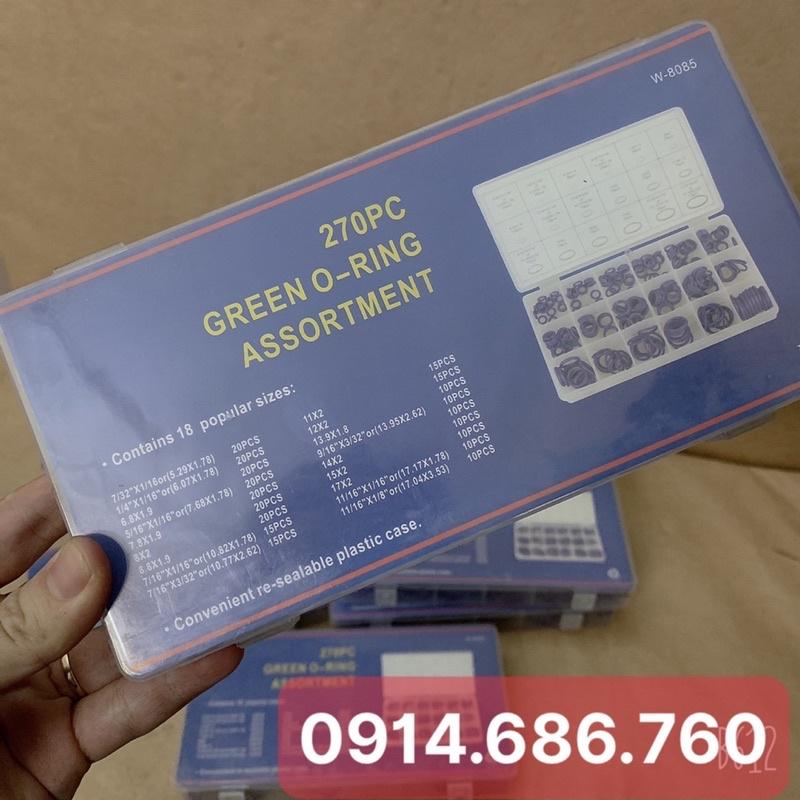 W-8085
270PC
GREEN O-RING
ASSORTMENT
• Contains 18 popular sizes:
7/32"X1/16or(5.29X1.78) 20PCS
1/4"X1/16"or(6.07X1.78) 20PCS
6.8X1.9 20PCS
5/16"X1/16"or(7.68X1.78) 20PCS
7.8X1.9 20PCS
8X2 20PCS
8.8X1.9 20PCS
7/16"X1/16"or(10.82X1.78) 15PCS
7/16"X3/32"or(10.77X2.62) 15PCS
11X2 15PCS
12X2 15PCS
13.9X1.8 10PCS
9/16"X3/32"or(13.95X2.62) 10PCS
14X2 10PCS
15X2 10PCS
17X2 10PCS
11/16"X1/16"or(17.17X1.78) 10PCS
11/16"X1/8"or(17.04X3.53) 10PCS
• Convenient re-sealable plastic case.
270PC
GREEN O-RING
ASSORTMENT
0914.686.760
B612